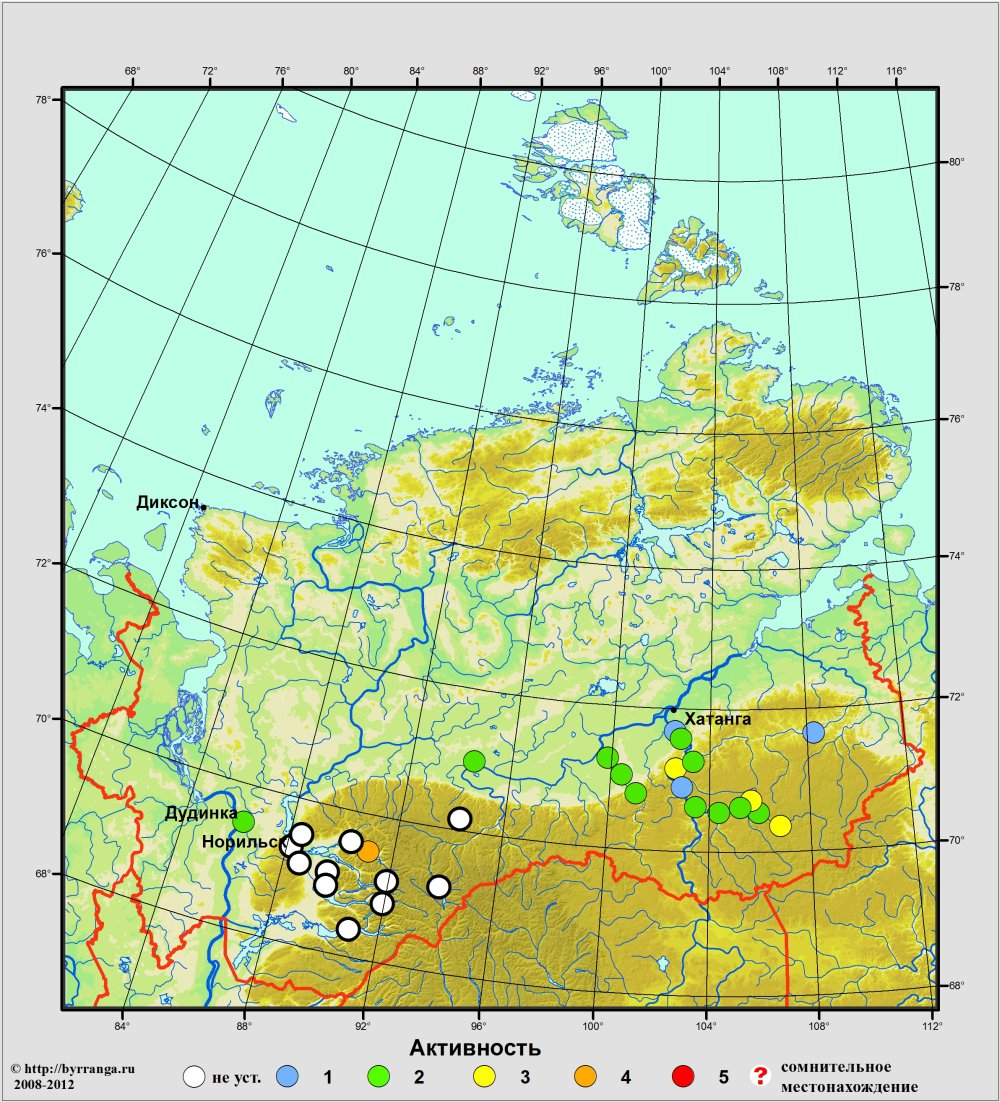 68° 72° 76° 80° 84° 88° 92° 96° 100° 104° 108° 112° 116°
78°
80°
76°
78°
74°
76°
Диксон
72°
74°
72°
70°
Хатанга
Дудинка
Норильск
70°
68°
68°
84° 88° 92° 96° 100° 104° 108° 112°
Активность
© http://byrranga.ru
2008-2012
не уст. 1 2 3 4 5 ? сомнительное
местонахождение